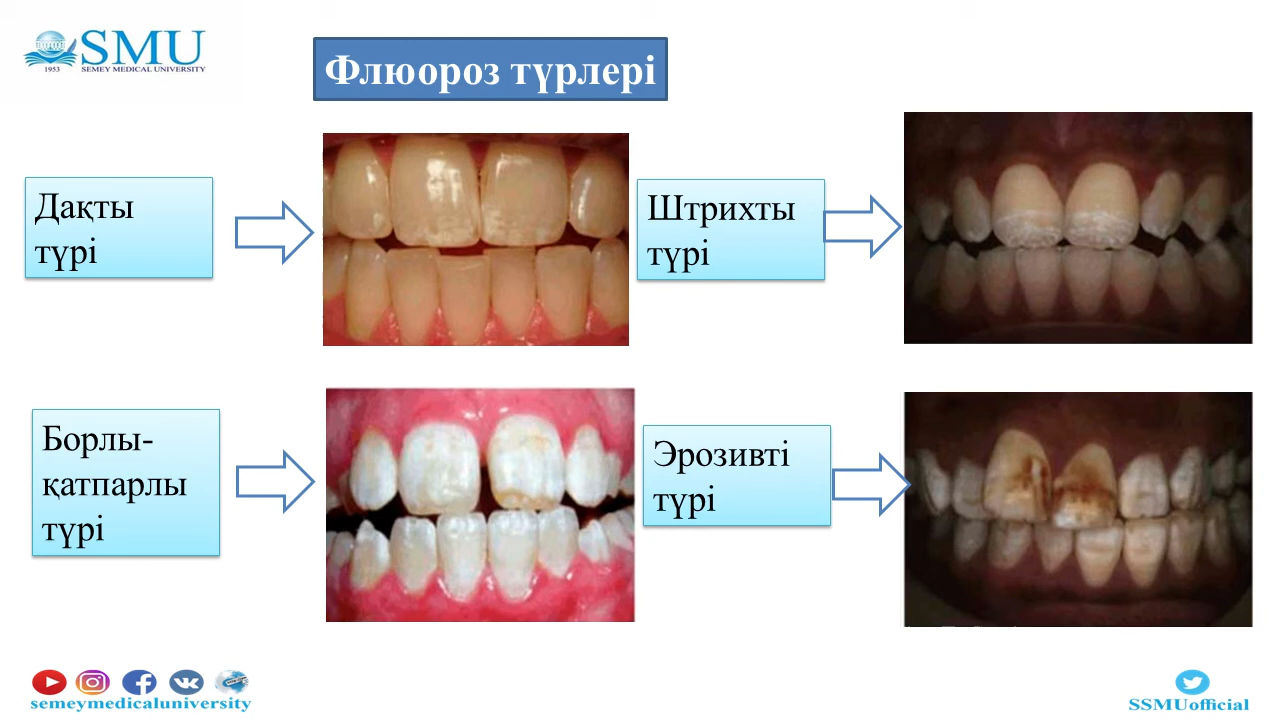 SMU
SEMEY MEDICAL UNIVERSITY
1953
Флюороз түрлері
Дақты
түрі
Штрихты
түрі
Борлы-
қатпарлы
түрі
Эрозивті
түрі
semeymedicaluniversity
SSMUofficial